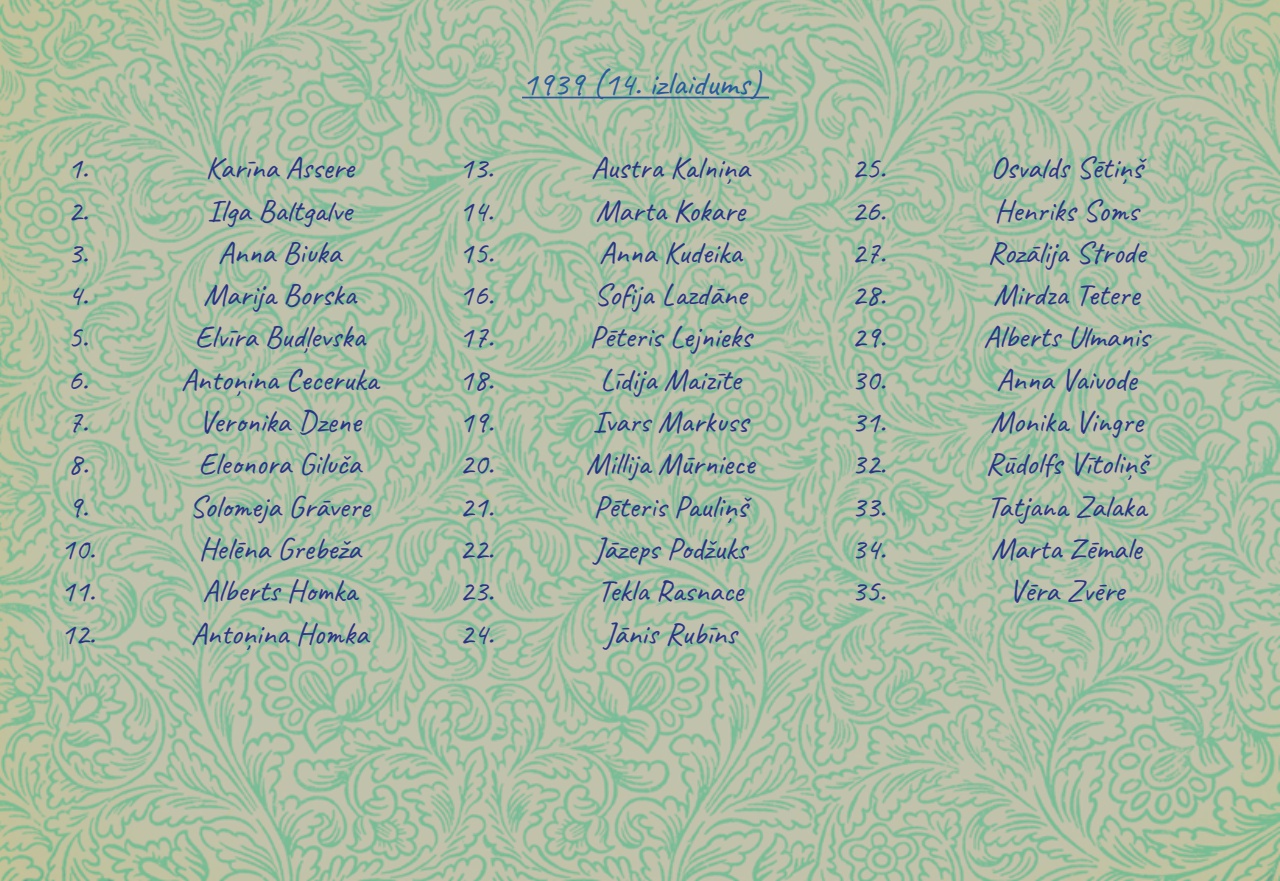 1939 (14. izlaidums)
1. Karīna Assere
2. Ilga Baltgalve
3. Anna Bivka
4. Marija Borska
5. Elvīra Budļevska
6. Antoņina Ceceruka
7. Veronika Dzene
8. Eleonora Giluča
9. Solomeja Grāvere
10. Helēna Grebeža
11. Alberts Homka
12. Antoņina Homka
13. Austra Kalniņa
14. Marta Kokare
15. Anna Kudeika
16. Sofija Lazdāne
17. Pēteris Lejnieks
18. Līdija Maizīte
19. Ivars Markuss
20. Millija Mūrniece
21. Pēteris Pauliņš
22. Jāzeps Podžuks
23. Tekla Rasnace
24. Jānis Rubīns
25. Osvalds Sētiņš
26. Henriks Soms
27. Rozālija Strode
28. Mirdza Tetere
29. Alberts Ulmanis
30. Anna Vaivode
31. Monika Vingre
32. Rūdolfs Vītoliņš
33. Tatjana Zalaka
34. Marta Zēmale
35. Vēra Zvēre